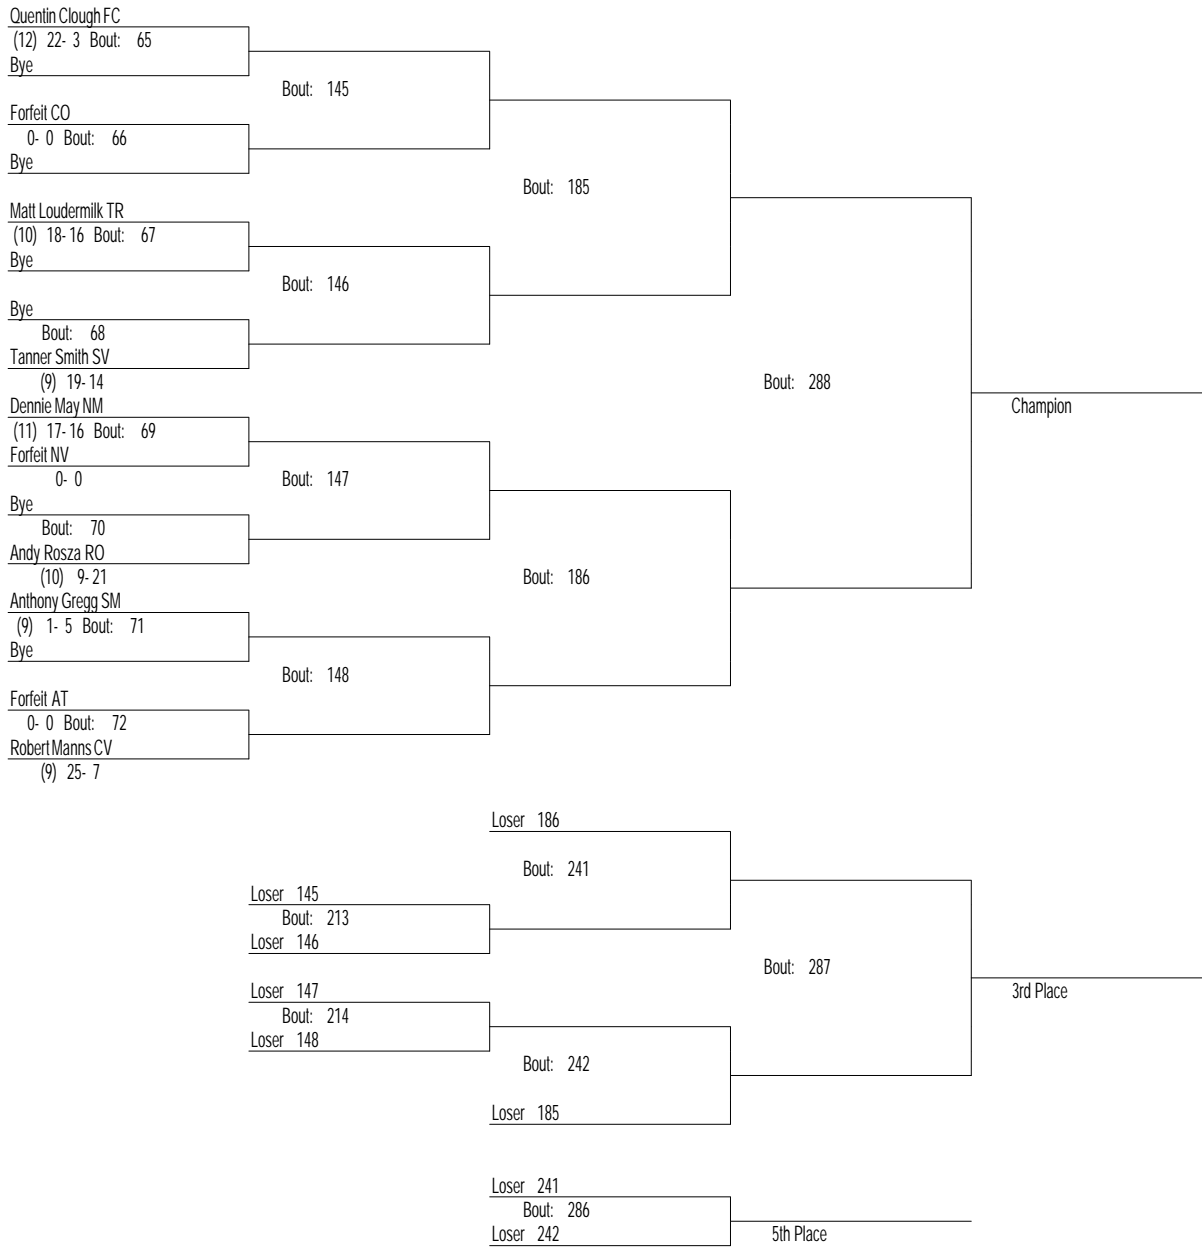 Quentin Clough FC
(12) 22- 3 Bout: 65
Bye
Bout: 145
Forfeit CO
0- 0 Bout: 66
Bye
Bout: 185
Matt Loudermilk TR
(10) 18- 16 Bout: 67
Bye
Bout: 146
Bye
Bout: 68
Tanner Smith SV
(9) 19- 14
Bout: 288
Dennie May NM
Champion
(11) 17- 16 Bout: 69
Forfeit NV
0- 0
Bout: 147
Bye
Bout: 70
Andy Rosza RO
(10) 9- 21
Bout: 186
Anthony Gregg SM
(9) 1- 5 Bout: 71
Bye
Bout: 148
Forfeit AT
0- 0 Bout: 72
Robert Manns CV
(9) 25- 7
Loser 186
Bout: 241
Loser 145
Bout: 213
Loser 146
Bout: 287
Loser 147
3rd Place
Bout: 214
Loser 148
Bout: 242
Loser 185
Loser 241
Bout: 286
Loser 242
5th Place